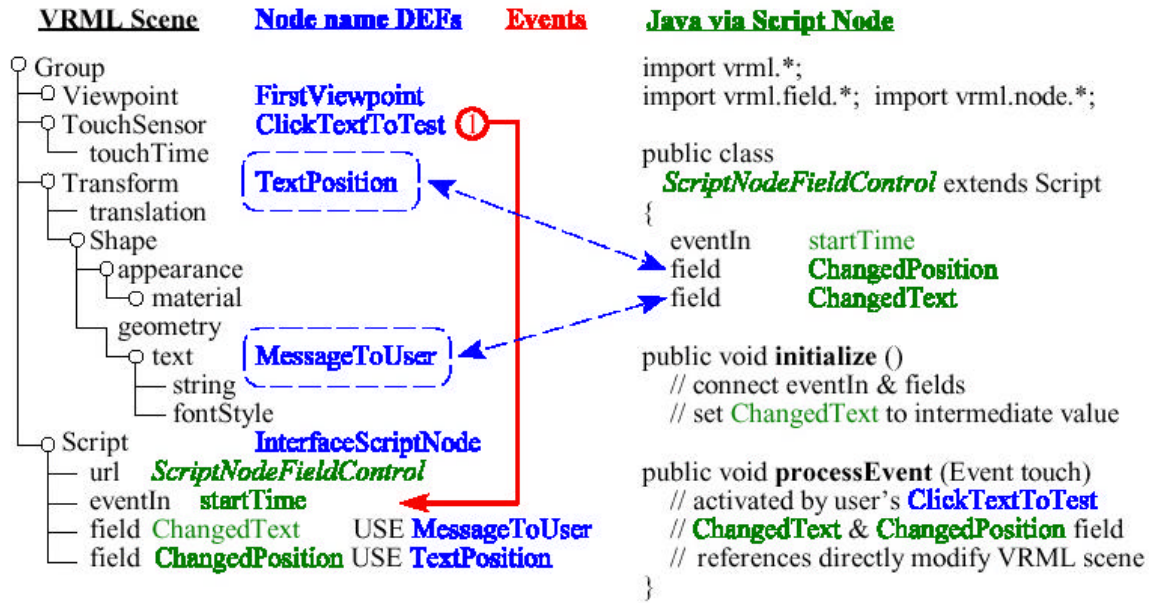 VRML Scene Node name DEFs Events Java via Script Node
Group
Viewpoint FirstViewpoint
TouchSensor ClickTextToTest 1
touchTime
Transform TextPosition
translation
Shape
appearance
material
geometry
text MessageToUser
string
fontStyle
Script InterfaceScriptNode
url ScriptNodeFieldControl
eventIn startTime
field ChangedText USE MessageToUser
field ChangedPosition USE TextPosition
import vrml.*;
import vrml.field.*; import vrml.node.*;
public class
ScriptNodeFieldControl extends Script
{
eventIn startTime
field ChangedPosition
field ChangedText
public void initialize ()
// connect eventIn & fields
// set ChangedText to intermediate value
public void processEvent (Event touch)
// activated by user's ClickTextToTest
// ChangedText & ChangedPosition field
// references directly modify VRML scene
}